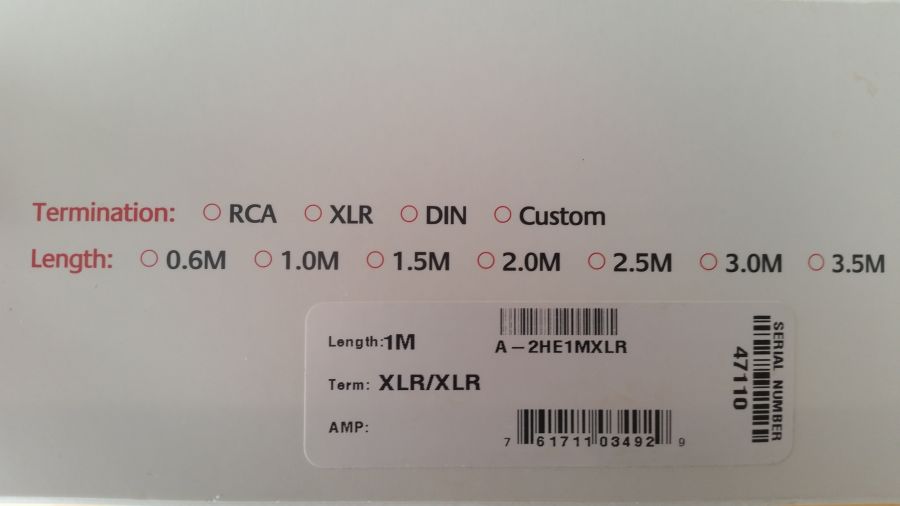 Termination: RCA XLR DIN Custom
Length: 0.6M 1.0M 1.5M 2.0M 2.5M 3.0M 3.5M
Length:1M
A-2HE1MXLR
Term: XLR/XLR
AMP:
7 61711 03492 9
SERIAL NUMBER
47110